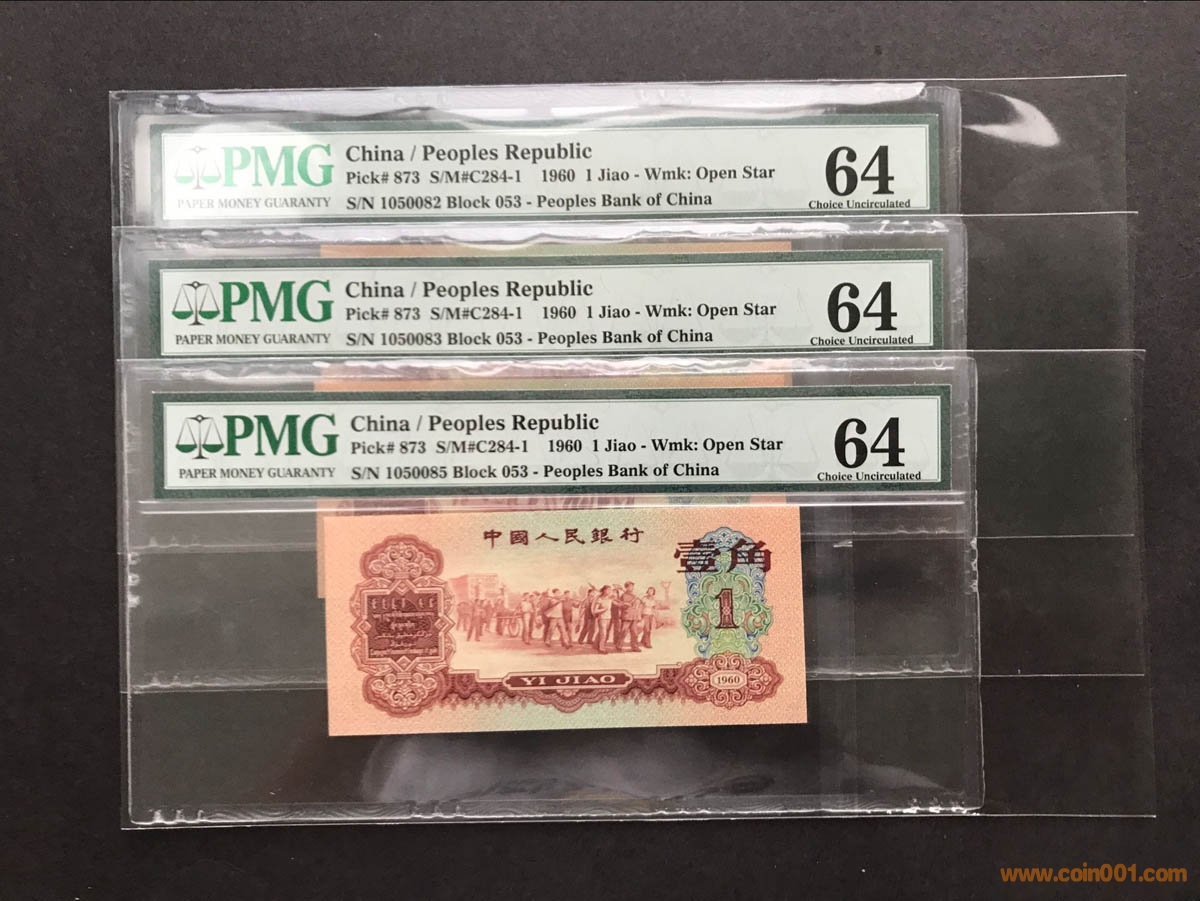 PMG
PAPER MONEY GUARANTY
China / Peoples Republic
Pick# 873 S/M#C284-1 1960 1 Jiao - Wmk: Open Star
S/N 1050082 Block 053 - Peoples Bank of China
64
Choice Uncirculated
PMG
PAPER MONEY GUARANTY
China / Peoples Republic
Pick# 873 S/M#C284-1 1960 1 Jiao - Wmk: Open Star
S/N 1050083 Block 053 - Peoples Bank of China
64
Choice Uncirculated
PMG
PAPER MONEY GUARANTY
China / Peoples Republic
Pick# 873 S/M#C284-1 1960 1 Jiao - Wmk: Open Star
S/N 1050085 Block 053 - Peoples Bank of China
64
Choice Uncirculated
中國人民銀行
壹角
1
YI JIAO
1960
www.coin001.com